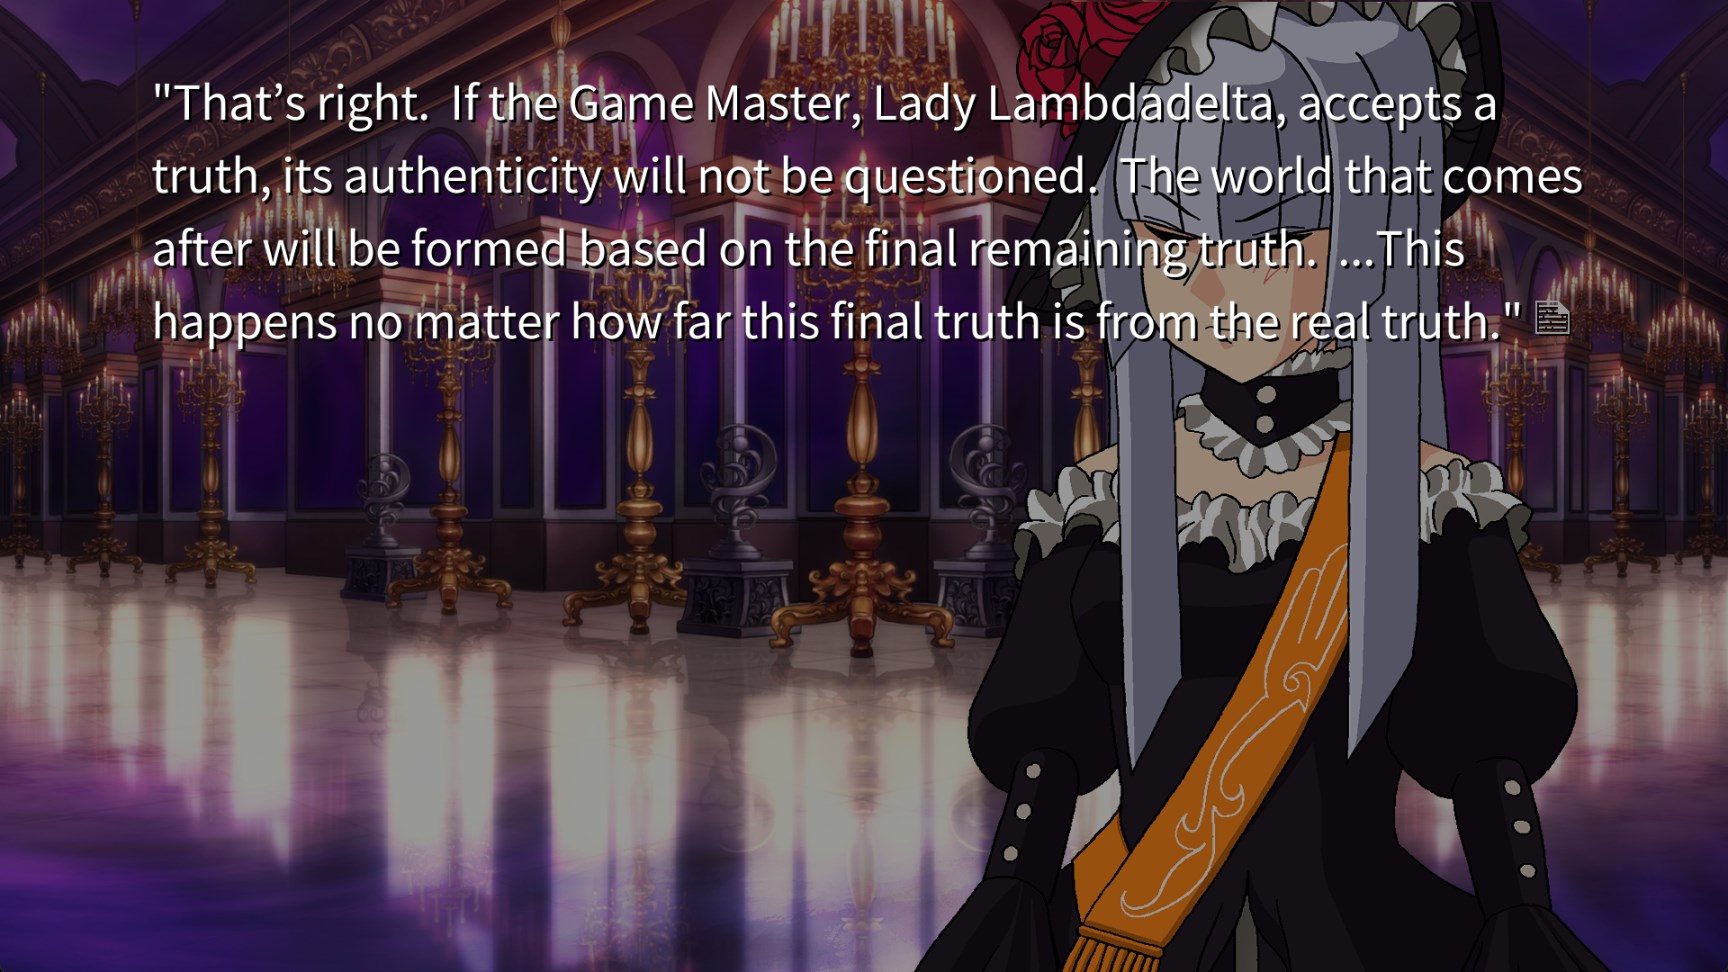 "That’s right.  If the Game Master, Lady Lambdadelta, accepts a
truth, its authenticity will not be questioned.  The world that comes
after will be formed based on the final remaining truth.  ...This
happens no matter how far this final truth is from the real truth."